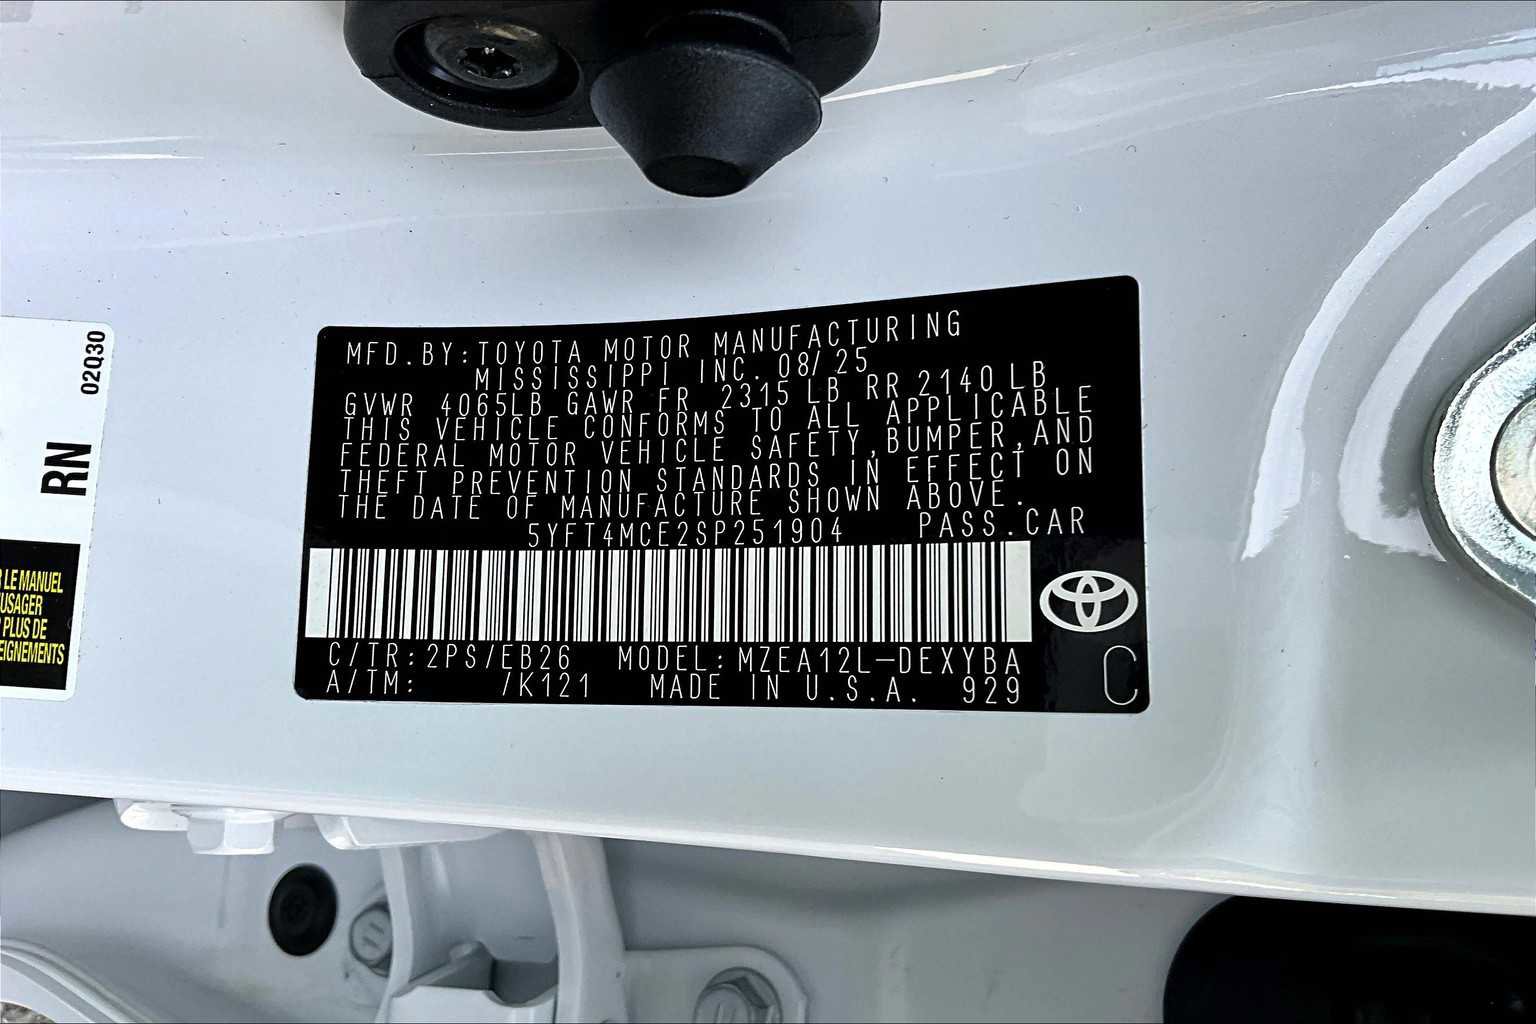 MFD.BY:TOYOTA MOTOR MANUFACTURING
MISSISSIPPI INC. 08/25
GVWR 4065LB GAWR FR 2315 LB RR 2140 LB
THIS VEHICLE CONFORMS TO ALL APPLICABLE
FEDERAL MOTOR VEHICLE SAFETY,BUMPER,AND
THEFT PREVENTION STANDARDS IN EFFECT ON
THE DATE OF MANUFACTURE SHOWN ABOVE.
5YFT4MCE2SP251904 PASS.CAR
C/TR:2PS/EB26 MODEL:MZEA12L-DEXYBA
A/TM: /K121 MADE IN U.S.A. 929
C
02Q30
RN
LE MANUEL
PLUS DE